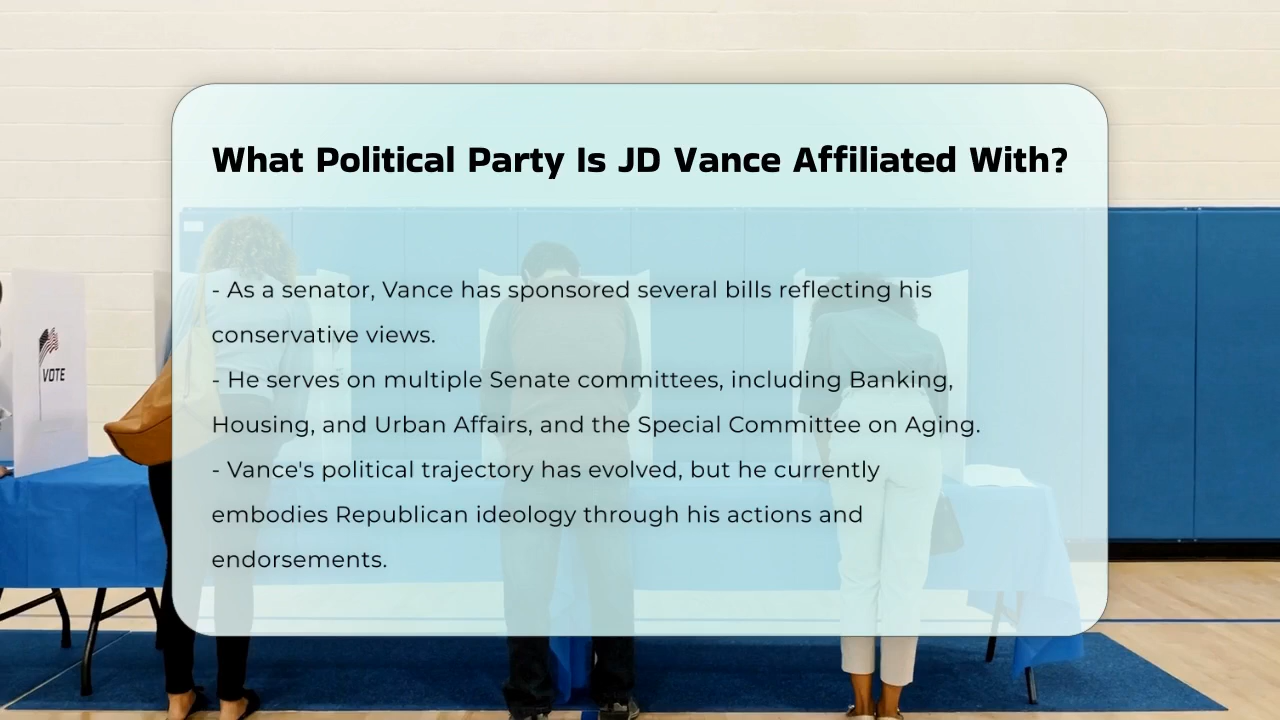 What Political Party Is JD Vance Affiliated With?
- As a senator, Vance has sponsored several bills reflecting his
conservative views.
- He serves on multiple Senate committees, including Banking,
Housing, and Urban Affairs, and the Special Committee on Aging.
- Vance's political trajectory has evolved, but he currently
embodies Republican ideology through his actions and
endorsements.
VOTE